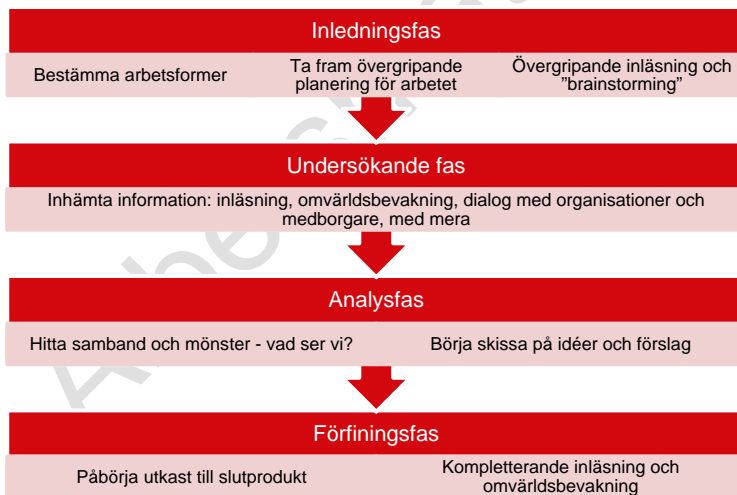 Inledningsfas
Bestämma arbetsformer
Ta fram övergripande
planering för arbetet
Övergripande inläsning och
”brainstorming”
Undersökande fas
Inhämta information: inläsning, omvärldsbevakning, dialog med organisationer och
medborgare, med mera
Analysfas
Hitta samband och mönster - vad ser vi?
Börja skissa på idéer och förslag
Förfiningsfas
Påbörja utkast till slutprodukt
Kompletterande inläsning och
omvärldsbevakning